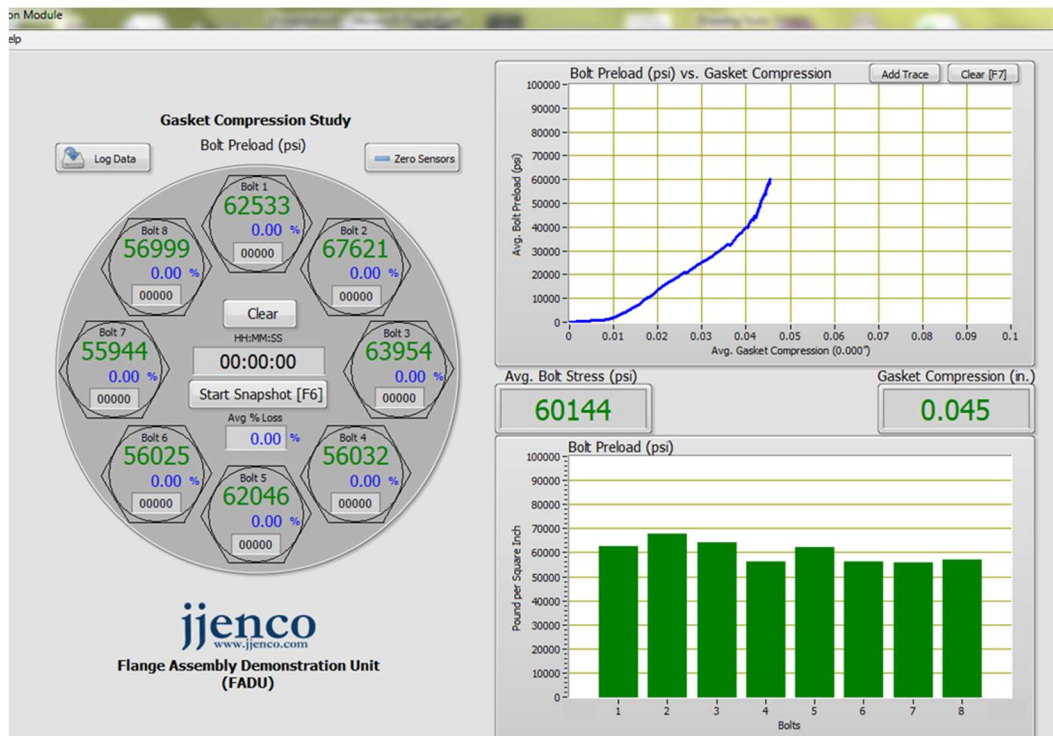 on Module
elp
Gasket Compression Study
Log Data
Bolt Preload (psi)
Zero Sensors
Bolt 1
62533
0.00 %
00000
Bolt 8
56999
0.00 %
00000
Bolt 2
67621
0.00 %
00000
Clear
HH:MM:SS
00:00:00
Start Snapshot [F6]
Avg % Loss
0.00 %
Bolt 7
55944
0.00 %
00000
Bolt 3
63954
0.00 %
00000
Bolt 6
56025
0.00 %
00000
Bolt 4
56032
0.00 %
00000
Bolt 5
62046
0.00 %
00000
jjenco
www.jjenco.com
Flange Assembly Demonstration Unit
(FADU)
Bolt Preload (psi) vs. Gasket Compression
Add Trace
Clear [F7]
Avg. Bolt Preload (psi)
100000
90000
80000
70000
60000
50000
40000
30000
20000
10000
0
0 0.01 0.02 0.03 0.04 0.05 0.06 0.07 0.08 0.09 0.1
Avg. Gasket Compression (0.000")
Avg. Bolt Stress (psi)
60144
Gasket Compression (in.)
0.045
Bolt Preload (psi)
Pound per Square Inch
100000
90000
80000
70000
60000
50000
40000
30000
20000
10000
0
1 2 3 4 5 6 7 8
Bolts